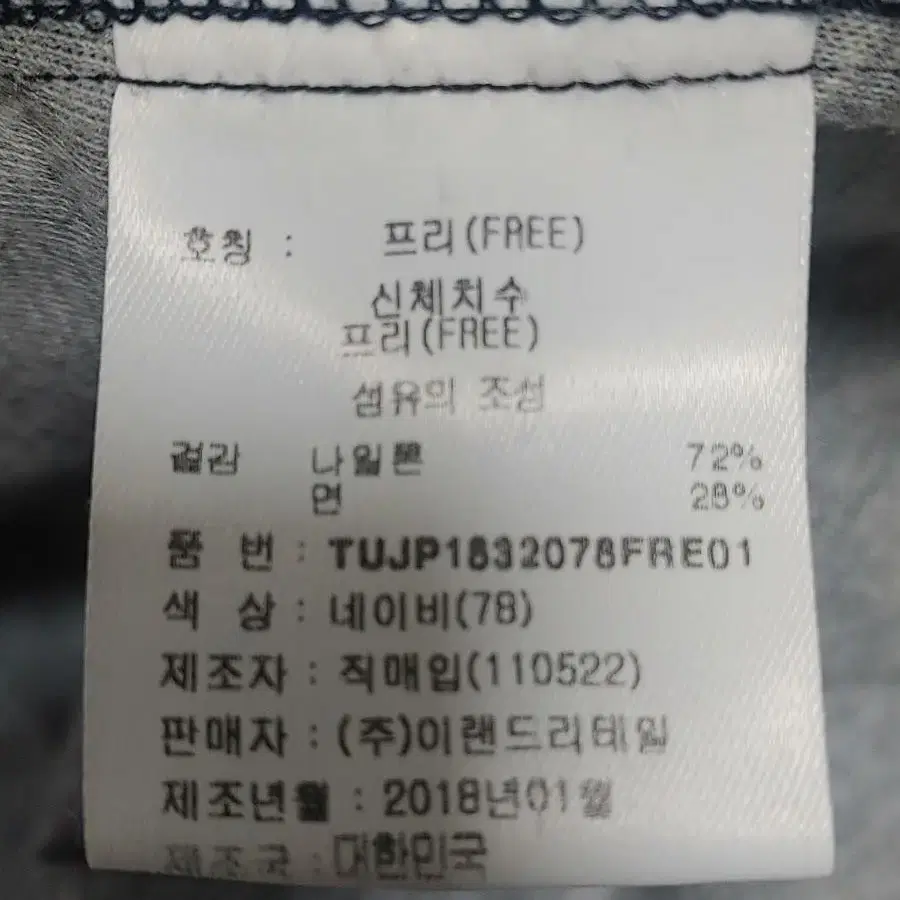 호칭 : 프리(FREE)
신체치수
프리(FREE)
섬유의 조성
겉감 나일론 72%
면 28%
품 번 : TUJP1832078FRE01
색 상 : 네이비(78)
제조자 : 직매입(110522)
판매자 : (주)이랜드리테일
제조년월 : 2018년01월
제조국 : 대한민국